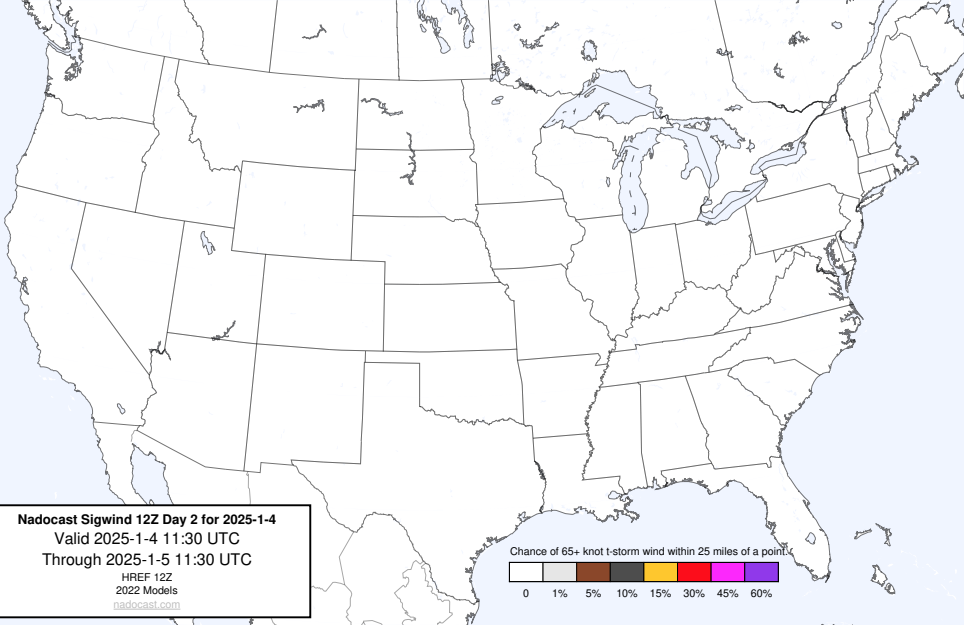 Nadocast Sigwind 12Z Day 2 for 2025-1-4
Valid 2025-1-4 11:30 UTC
Through 2025-1-5 11:30 UTC
HREF 12Z
2022 Models
nadocast.com
Chance of 65+ knot t-storm wind within 25 miles of a point.
0 1% 5% 10% 15% 30% 45% 60%